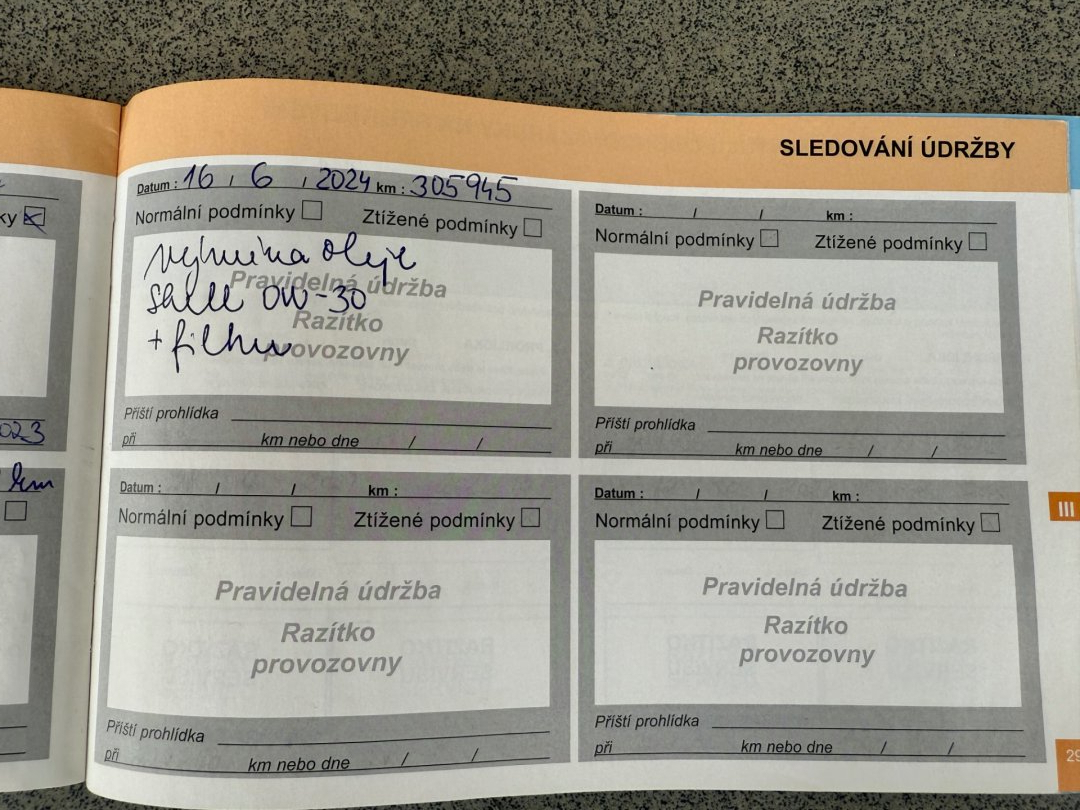 SLEDOVÁNÍ ÚDRŽBY
Datum : 16 / 6 / 2024 km : 305945
Normální podmínky Ztížené podmínky
výměna oleje
Pravidelná údržba
0W-30
Razítko
+ filtru
provozovny
Příští prohlídka
při km nebo dne / /
Datum : / / km :
Normální podmínky Ztížené podmínky
Pravidelná údržba
Razítko
provozovny
Příští prohlídka
při km nebo dne / /
Datum : / / km :
Normální podmínky Ztížené podmínky
Pravidelná údržba
Razítko
provozovny
Příští prohlídka
při km nebo dne / /
Datum : / / km :
Normální podmínky Ztížené podmínky
Pravidelná údržba
Razítko
provozovny
Příští prohlídka
při km nebo dne / /
ky
023
km
III
29